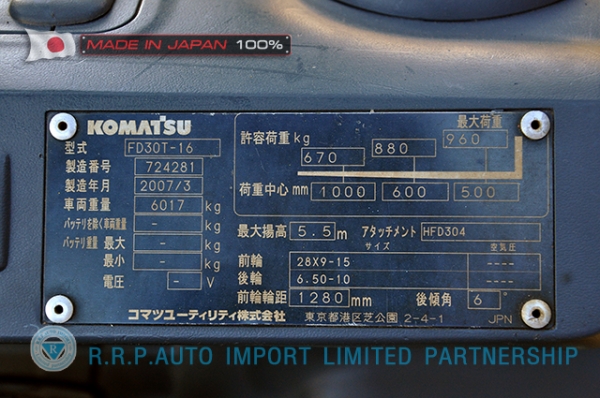 MADE IN JAPAN 100%
KOMATSU
型式 FD30T-16
製造番号 724281
製造年月 2007/3
車両重量 6017 kg
バッテリを除く車両重量 - kg
バッテリ重量 最大 - kg
最小 - kg
電圧 - V
コマツユーティリティ株式会社
最大荷重
許容荷重 kg 670 880 960
荷重中心 mm 1000 600 500
最大揚高 5.5 m アタッチメント HFD304
サイズ 空気圧
前輪 28X9-15 ----
後輪 6.50-10 ----
前輪輪距 1280 mm 後傾角 6 °
東京都港区芝公園 2-4-1 JPN
R.R.P.AUTO IMPORT LIMITED PARTNERSHIP